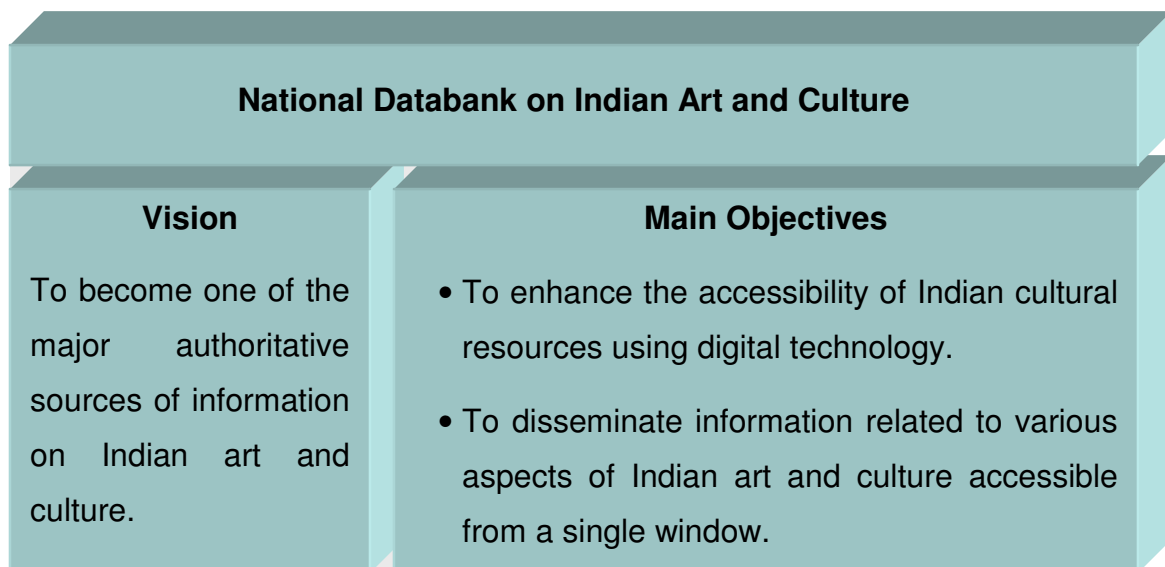 National Databank on Indian Art and Culture
Vision
To become one of the
major authoritative
sources of information
on Indian art and
culture.
Main Objectives
• To enhance the accessibility of Indian cultural
resources using digital technology.
• To disseminate information related to various
aspects of Indian art and culture accessible
from a single window.